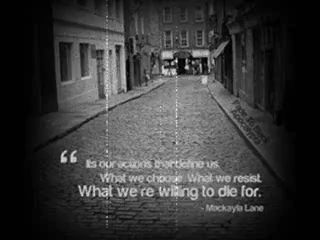 “
Its our actions that define us.
What we choose. What we resist.
What we're willing to die for.
- Mackayla Lane